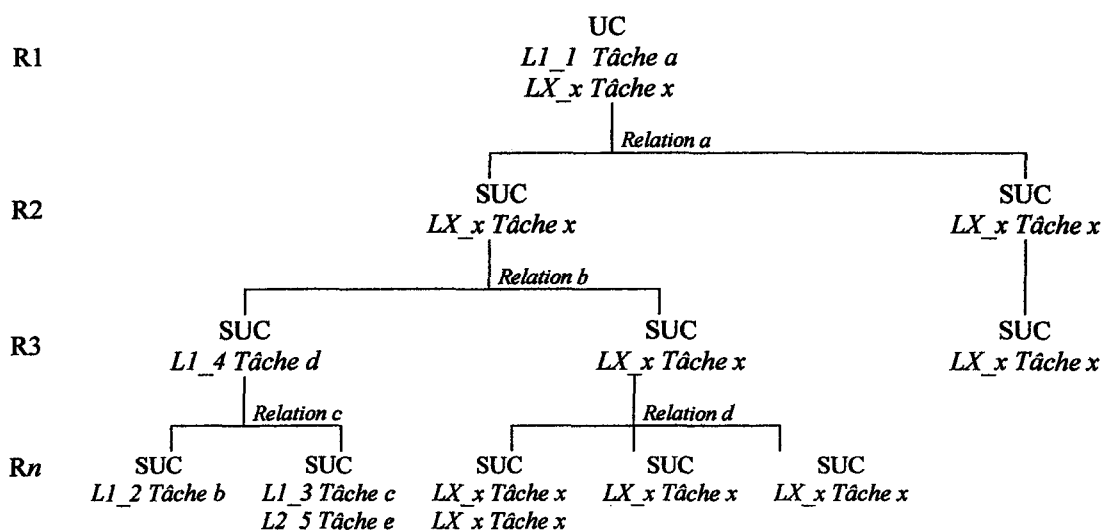 R1
UC
L1_1 Tâche a
LX_x Tâche x
Relation a
R2
SUC
LX_x Tâche x
SUC
LX_x Tâche x
Relation b
R3
SUC
L1_4 Tâche d
SUC
LX_x Tâche x
SUC
LX_x Tâche x
Relation c
Relation d
Rn
SUC
L1_2 Tâche b
SUC
L1_3 Tâche c
L2_5 Tâche e
SUC
LX_x Tâche x
LX_x Tâche x
SUC
LX_x Tâche x
SUC
LX_x Tâche x